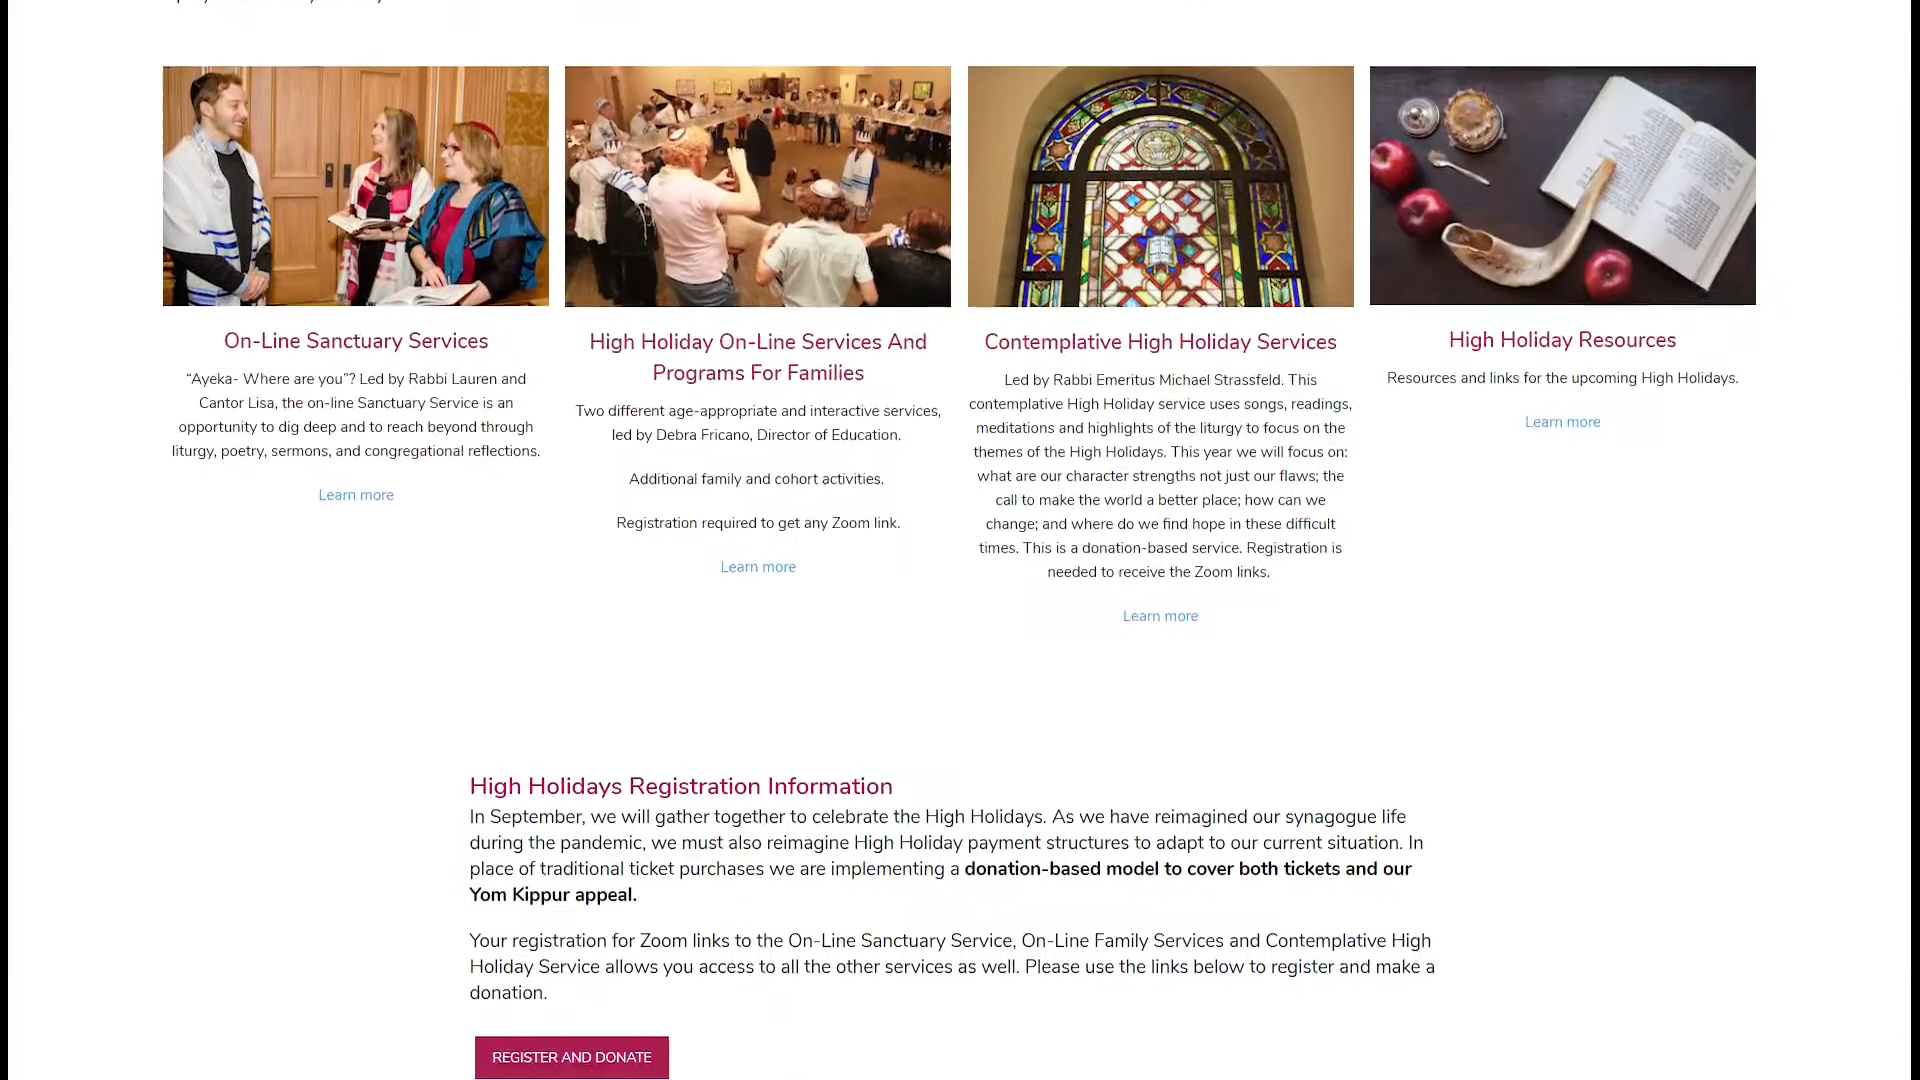 On-Line Sanctuary Services
“Ayeka- Where are you”? Led by Rabbi Lauren and
Cantor Lisa, the on-line Sanctuary Service is an
opportunity to dig deep and to reach beyond through
liturgy, poetry, sermons, and congregational reflections.
Learn more
High Holiday On-Line Services And
Programs For Families
Two different age-appropriate and interactive services,
led by Debra Fricano, Director of Education.
Additional family and cohort activities.
Registration required to get any Zoom link.
Learn more
Contemplative High Holiday Services
Led by Rabbi Emeritus Michael Strassfeld. This
contemplative High Holiday service uses songs, readings,
meditations and highlights of the liturgy to focus on the
themes of the High Holidays. This year we will focus on:
what are our character strengths not just our flaws; the
call to make the world a better place; how can we
change; and where do we find hope in these difficult
times. This is a donation-based service. Registration is
needed to receive the Zoom links.
Learn more
High Holiday Resources
Resources and links for the upcoming High Holidays.
Learn more
High Holidays Registration Information
In September, we will gather together to celebrate the High Holidays. As we have reimagined our synagogue life
during the pandemic, we must also reimagine High Holiday payment structures to adapt to our current situation. In
place of traditional ticket purchases we are implementing a donation-based model to cover both tickets and our
Yom Kippur appeal.
Your registration for Zoom links to the On-Line Sanctuary Service, On-Line Family Services and Contemplative High
Holiday Service allows you access to all the other services as well. Please use the links below to register and make a
donation.
REGISTER AND DONATE